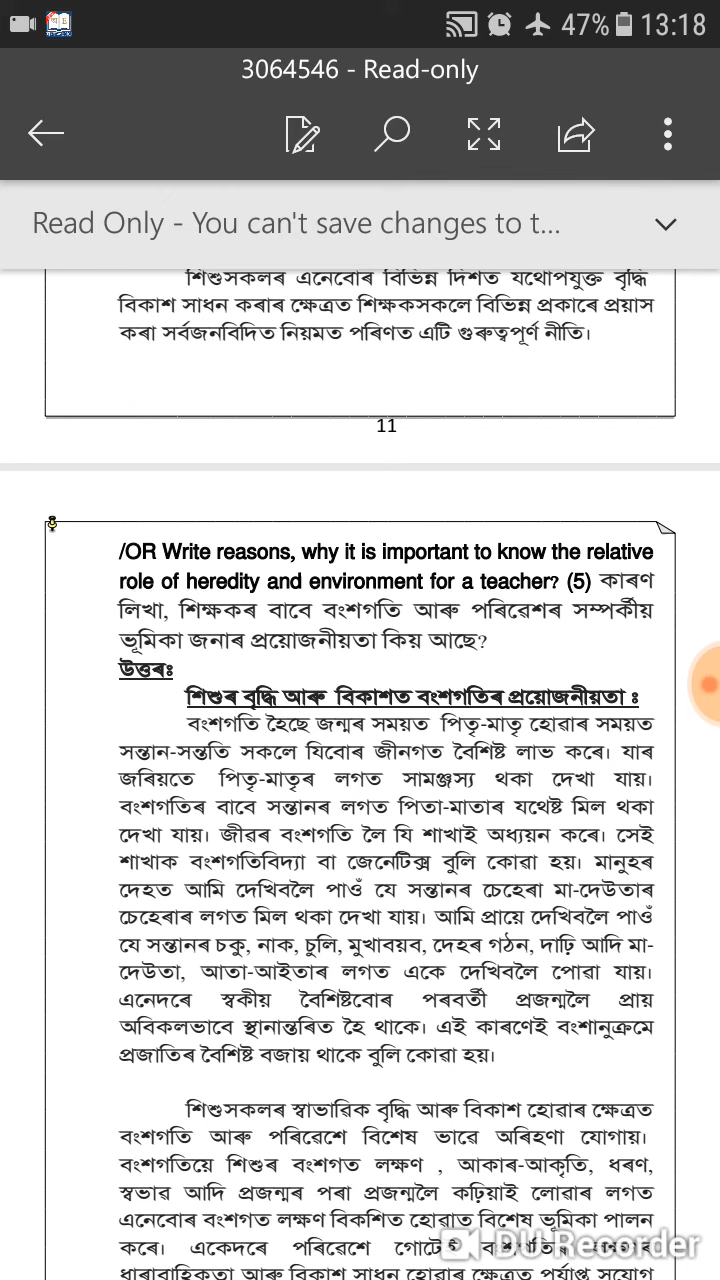 47% 13:18
3064546 - Read-only
Read Only - You can't save changes to t...
শিশুসকলৰ এনেবোৰ বিভিন্ন দিশত যথোপযুক্ত বৃদ্ধি
বিকাশ সাধন কৰাৰ ক্ষেত্ৰত শিক্ষকসকলে বিভিন্ন প্ৰকাৰে প্ৰয়াস
কৰা সৰ্বজনবিদিত নিয়মত পৰিণত এটি গুৰুত্বপূৰ্ণ নীতি।
11
/OR Write reasons, why it is important to know the relative
role of heredity and environment for a teacher? (5) কাৰণ
লিখা, শিক্ষকৰ বাবে বংশগতি আৰু পৰিৱেশৰ সম্পৰ্কীয়
ভূমিকা জনাৰ প্ৰয়োজনীয়তা কিয় আছে?
উত্তৰঃ
শিশুৰ বৃদ্ধি আৰু বিকাশত বংশগতিৰ প্ৰয়োজনীয়তা ঃ
বংশগতি হৈছে জন্মৰ সময়ত পিতৃ-মাতৃ হোৱাৰ সময়ত
সন্তান-সন্ততি সকলে যিবোৰ জীনগত বৈশিষ্ট লাভ কৰে। যাৰ
জৰিয়তে পিতৃ-মাতৃৰ লগত সামঞ্জস্য থকা দেখা যায়।
বংশগতিৰ বাবে সন্তানৰ লগত পিতা-মাতাৰ যথেষ্ট মিল থকা
দেখা যায়। জীৱৰ বংশগতি লৈ যি শাখাই অধ্যয়ন কৰে। সেই
শাখাক বংশগতিবিদ্যা বা জেনেটিক্স বুলি কোৱা হয়। মানুহৰ
দেহত আমি দেখিবলৈ পাওঁ যে সন্তানৰ চেহেৰা মা-দেউতাৰ
চেহেৰাৰ লগত মিল থকা দেখা যায়। আমি প্ৰায়ে দেখিবলৈ পাওঁ
যে সন্তানৰ চকু, নাক, চুলি, মুখাবয়ব, দেহৰ গঠন, দাঢ়ি আদি মা-
দেউতা, আতা-আইতাৰ লগত একে দেখিবলৈ পোৱা যায়।
এনেদৰে স্বকীয় বৈশিষ্টবোৰ পৰবৰ্তী প্ৰজন্মলৈ প্ৰায়
অবিকলভাবে স্থানান্তৰিত হৈ থাকে। এই কাৰণেই বংশানুক্ৰমে
প্ৰজাতিৰ বৈশিষ্ট বজায় থাকে বুলি কোৱা হয়।
শিশুসকলৰ স্বাভাৱিক বৃদ্ধি আৰু বিকাশ হোৱাৰ ক্ষেত্ৰত
বংশগতি আৰু পৰিৱেশে বিশেষ ভাৱে অৰিহণা যোগায়।
বংশগতিয়ে শিশুৰ বংশগত লক্ষণ , আকাৰ-আকৃতি, ধৰণ,
স্বভাৱ আদি প্ৰজন্মৰ পৰা প্ৰজন্মলৈ কঢ়িয়াই লোৱাৰ লগত
এনেবোৰ বংশগত লক্ষণ বিকশিত হোৱাত বিশেষ ভূমিকা পালন
কৰে। একেদৰে পৰিৱেশে
DU Recorder
ধাৰাবাহিকতা আৰু বিকাশ সাধন হোৱাৰ ক্ষেত্ৰত পৰ্যাপ্ত সযোগ